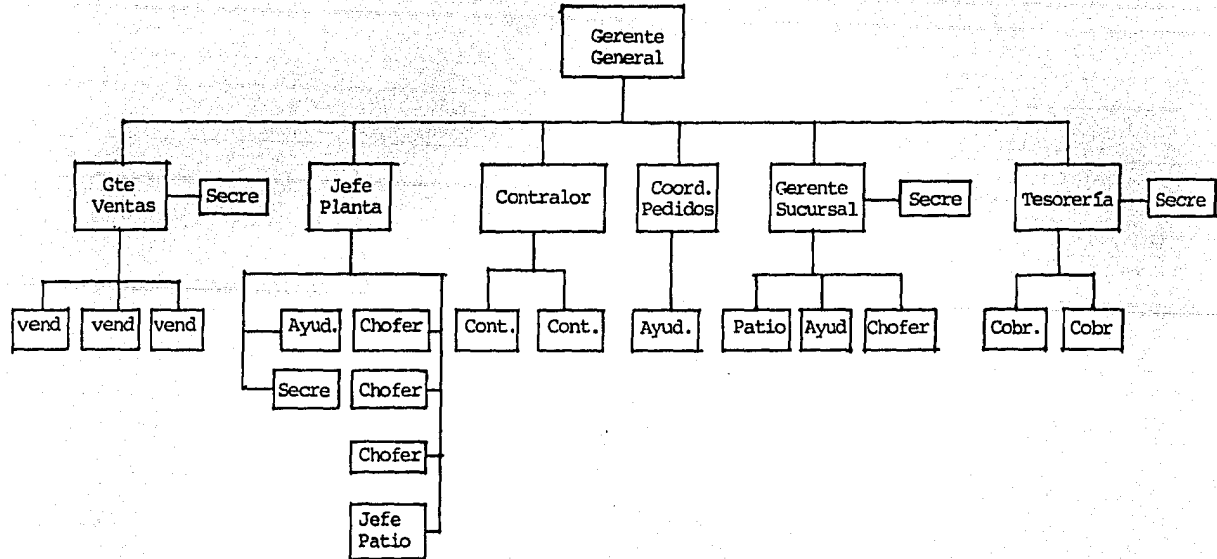 Gerente
General
Gte
Ventas
Secre
Jefe
Planta
Contralor
Coord.
Pedidos
Gerente
Sucursal
Secre
Tesorería
Secre
vend
vend
vend
Ayud.
Chofer
Cont.
Cont.
Ayud.
Patio
Ayud
Chofer
Cobr.
Cobr
Secre
Chofer
Chofer
Jefe
Patio